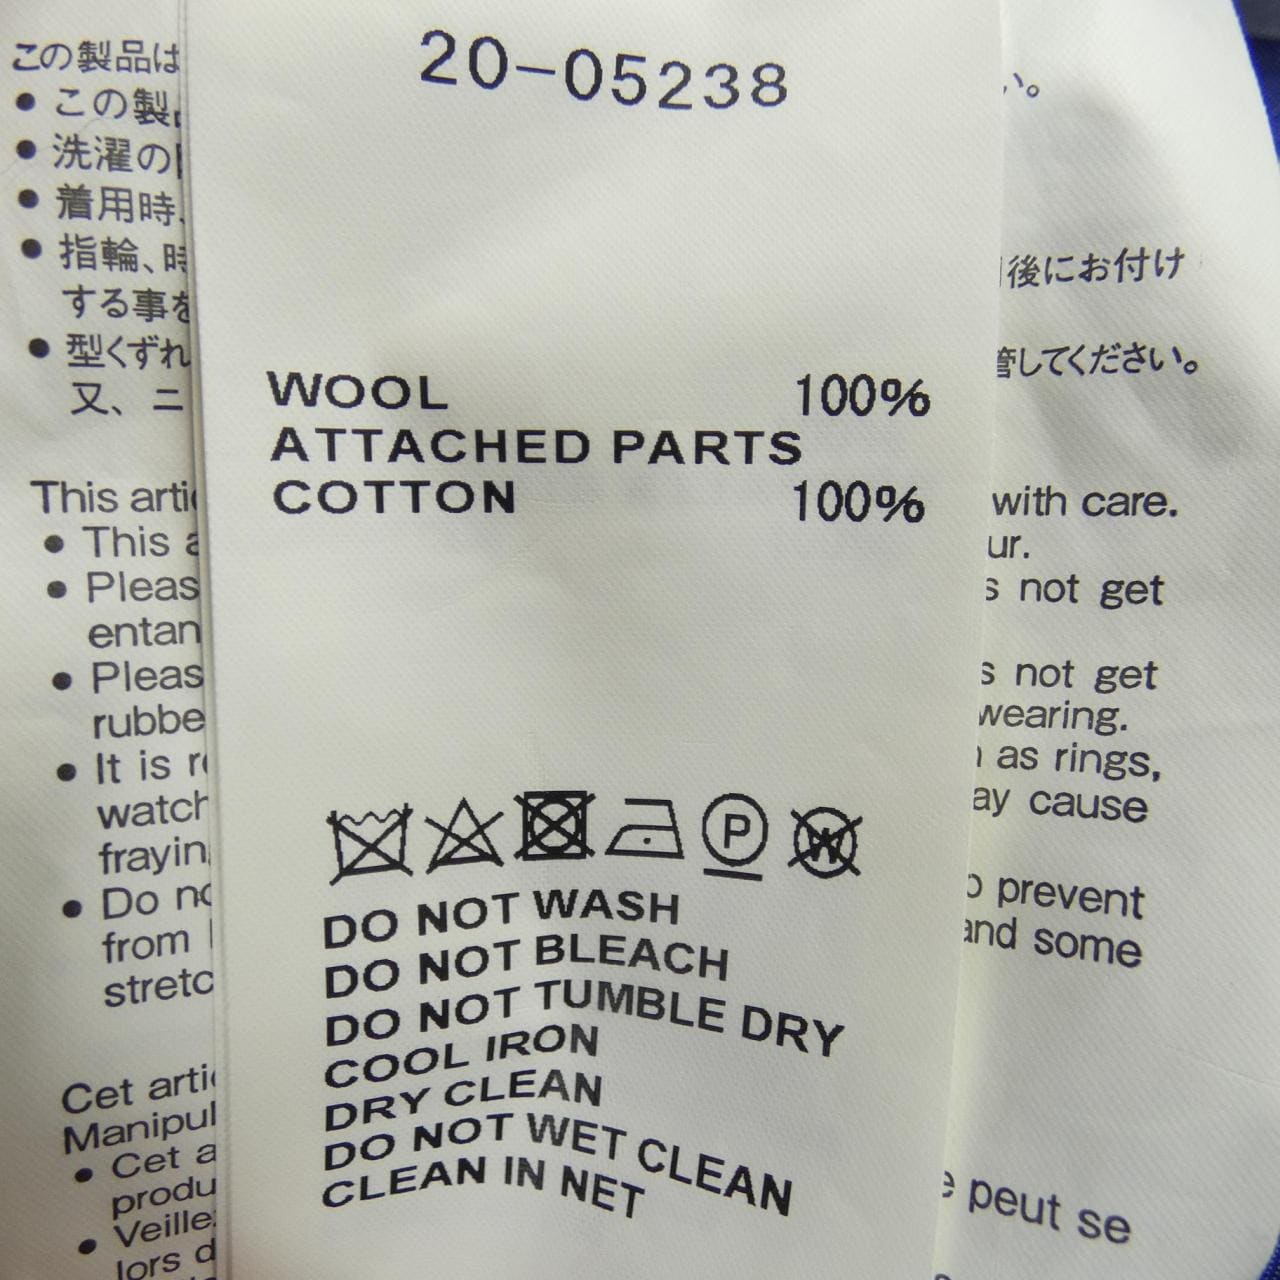 20-05238
WOOL 100%
ATTACHED PARTS
COTTON 100%
P
W
DO NOT WASH
DO NOT BLEACH
DO NOT TUMBLE DRY
COOL IRON
DRY CLEAN
DO NOT WET CLEAN
CLEAN IN NET
この製品は
● この製
● 洗濯の
● 着用時、
● 指輪、時
する事を
● 型くずれ
又、ニ
い。
後にお付け
管してください。
This arti
● This a
● Pleas
entan
● Pleas
rubbe
● It is r
watch
frayin
● Do no
from
stretc
with care.
ur.
s not get
s not get
wearing.
as rings,
ay cause
prevent
and some
Cet arti
Manipul
● Cet a
produ
● Veille
lors d
peut se